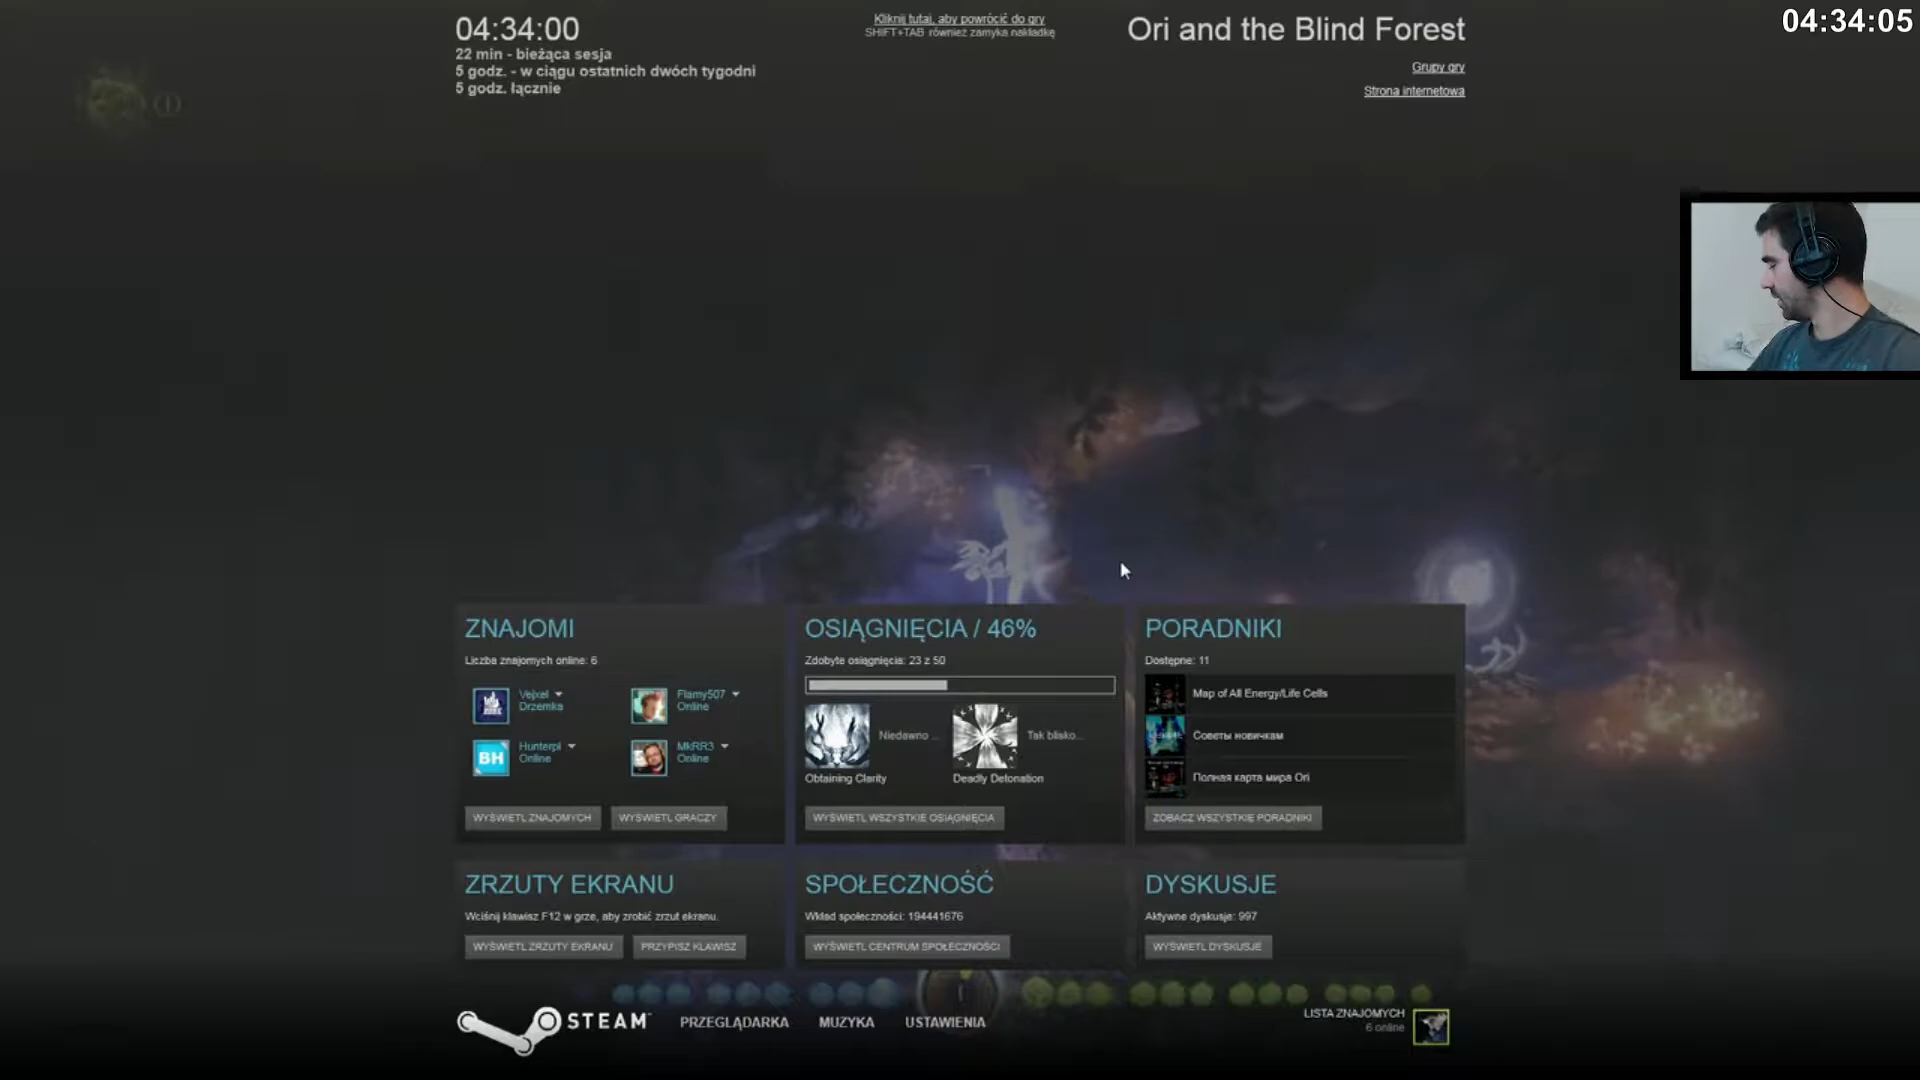 04:34:00
22 min - bieżąca sesja
5 godz. - w ciągu ostatnich dwóch tygodni
5 godz. łącznie
Kliknij tutaj, aby powrócić do gry
SHIFT+TAB również zamyka nakładkę
Ori and the Blind Forest
Grupy gry
Strona internetowa
04:34:05
ZNAJOMI
Liczba znajomych online: 6
Vejxel
Drzemka
Flamy507
Online
Hunterpl
Online
MkRR3
Online
BH
WYŚWIETL ZNAJOMYCH
WYŚWIETL GRACZY
OSIĄGNIĘCIA / 46%
Zdobyte osiągnięcia: 23 z 50
Niedawno ...
Tak blisko...
Obtaining Clarity
Deadly Detonation
WYŚWIETL WSZYSTKIE OSIĄGNIĘCIA
PORADNIKI
Dostępne: 11
Map of All Energy/Life Cells
Советы новичкам
Полная карта мира Ori
ZOBACZ WSZYSTKIE PORADNIKI
ZRZUTY EKRANU
Wciśnij klawisz F12 w grze, aby zrobić zrzut ekranu.
WYŚWIETL ZRZUTY EKRANU
PRZYPISZ KLAWISZ
SPOŁECZNOŚĆ
Wkład społeczności: 194441676
WYŚWIETL CENTRUM SPOŁECZNOŚCI
DYSKUSJE
Aktywne dyskusje: 997
WYŚWIETL DYSKUSJE
STEAM
PRZEGLĄDARKA
MUZYKA
USTAWIENIA
LISTA ZNAJOMYCH
6 online